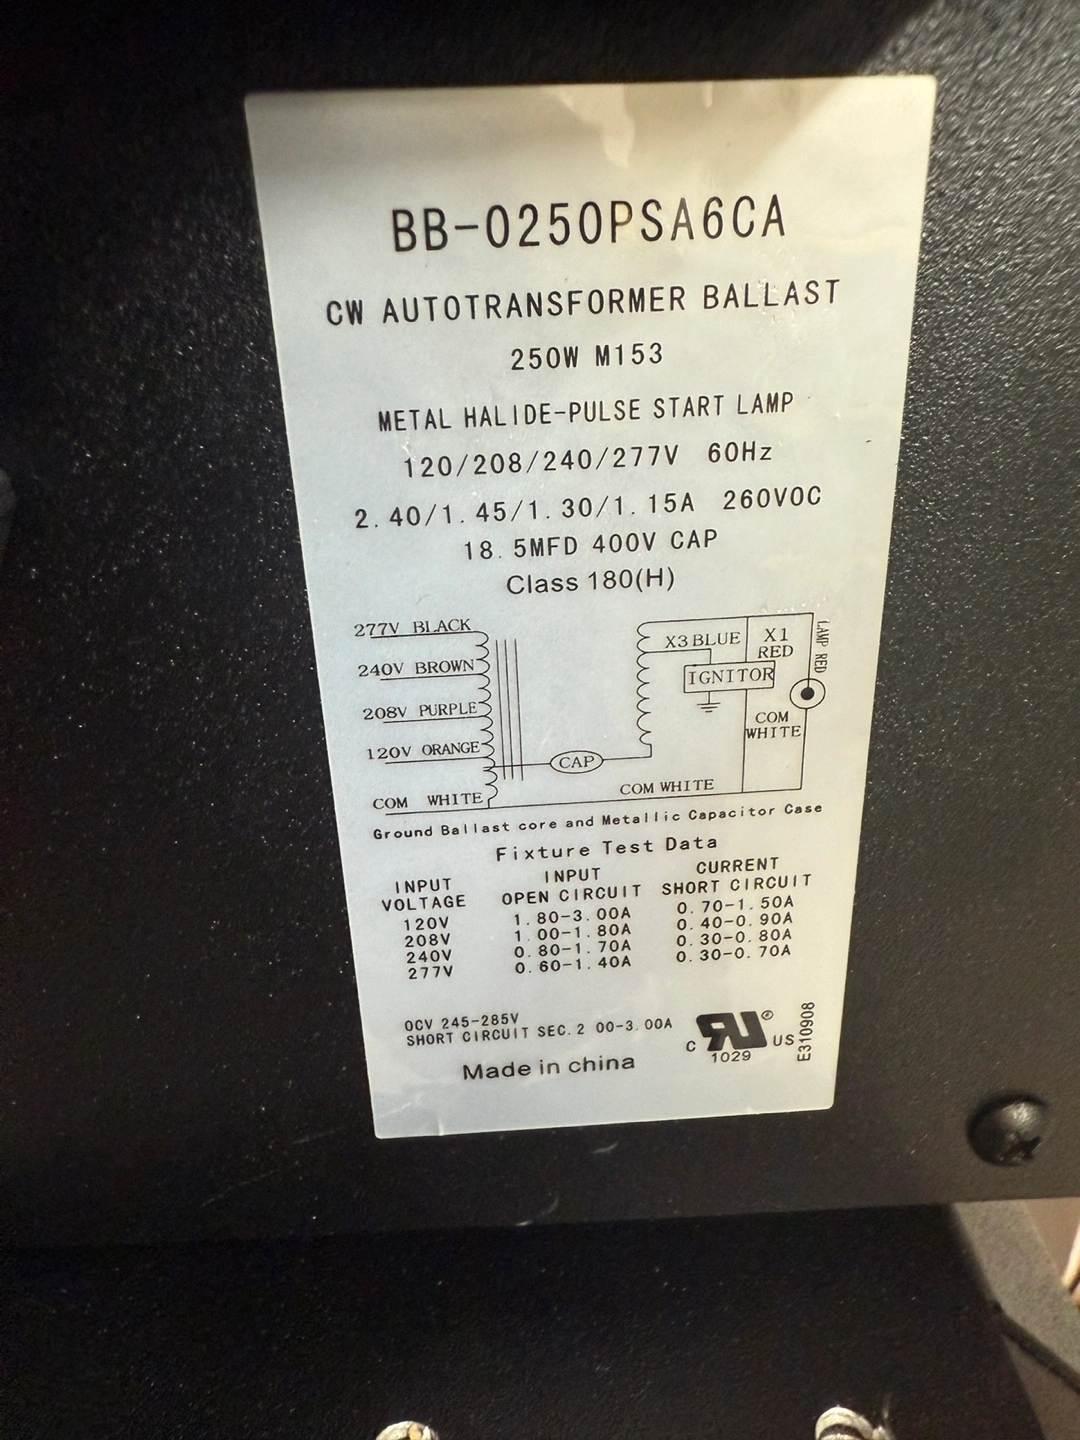 BB-0250PSA6CA
CW AUTOTRANSFORMER BALLAST
250W M153
METAL HALIDE-PULSE START LAMP
120/208/240/277V 60Hz
2.40/1.45/1.30/1.15A 260VOC
18.5MFD 400V CAP
Class 180(H)
277V BLACK
240V BROWN
208V PURPLE
120V ORANGE
COM WHITE
CAP
X3 BLUE
X1 RED
IGNITOR
LAMP RED
COM WHITE
COM WHITE
Ground Ballast core and Metallic Capacitor Case
Fixture Test Data
INPUT VOLTAGE INPUT OPEN CIRCUIT CURRENT SHORT CIRCUIT
120V 1.80-3.00A 0.70-1.50A
208V 1.00-1.80A 0.40-0.90A
240V 0.80-1.70A 0.30-0.80A
277V 0.60-1.40A 0.30-0.70A
OCV 245-285V
SHORT CIRCUIT SEC.2 00-3.00A
C RU ® US
1029
E310908
Made in china